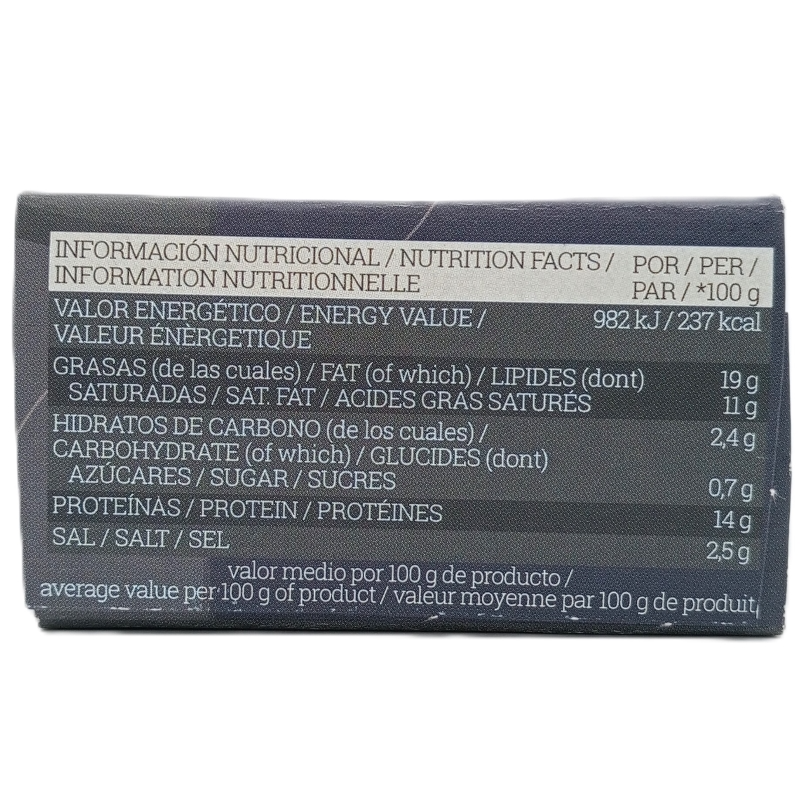 INFORMACIÓN NUTRICIONAL / NUTRITION FACTS / POR / PER /
INFORMATION NUTRITIONNELLE PAR / *100 g
VALOR ENERGÉTICO / ENERGY VALUE / 982 kJ / 237 kcal
VALEUR ÉNÈRGETIQUE
GRASAS (de las cuales) / FAT (of which) / LIPIDES (dont) 19 g
SATURADAS / SAT. FAT / ACIDES GRAS SATURÉS 11 g
HIDRATOS DE CARBONO (de los cuales) / 2,4 g
CARBOHYDRATE (of which) / GLUCIDES (dont)
AZÚCARES / SUGAR / SUCRES 0,7 g
PROTEÍNAS / PROTEIN / PROTÉINES 14 g
SAL / SALT / SEL 2,5 g
valor medio por 100 g de producto /
average value per 100 g of product / valeur moyenne par 100 g de produit